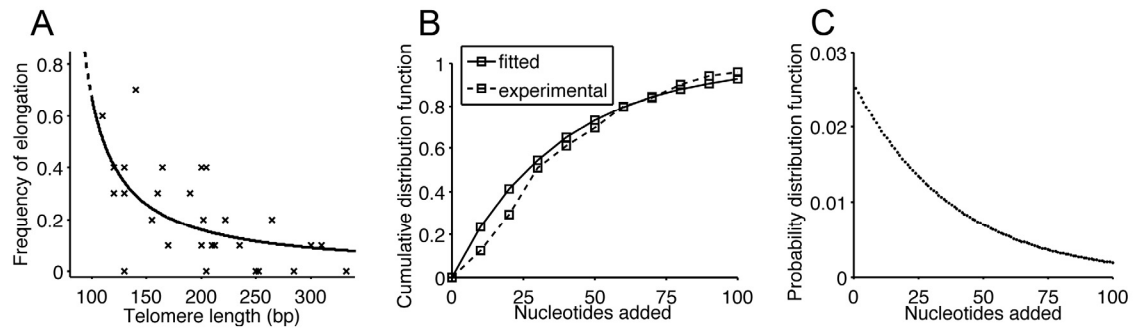 A
Frequency of elongation
0.8
0.6
0.4
0.2
0
100 150 200 250 300
Telomere length (bp)
B
Cumulative distribution function
fitted
experimental
1
0.8
0.6
0.4
0.2
0
0 25 50 75 100
Nucleotides added
C
Probability distribution function
0.03
0.02
0.01
0
0 25 50 75 100
Nucleotides added